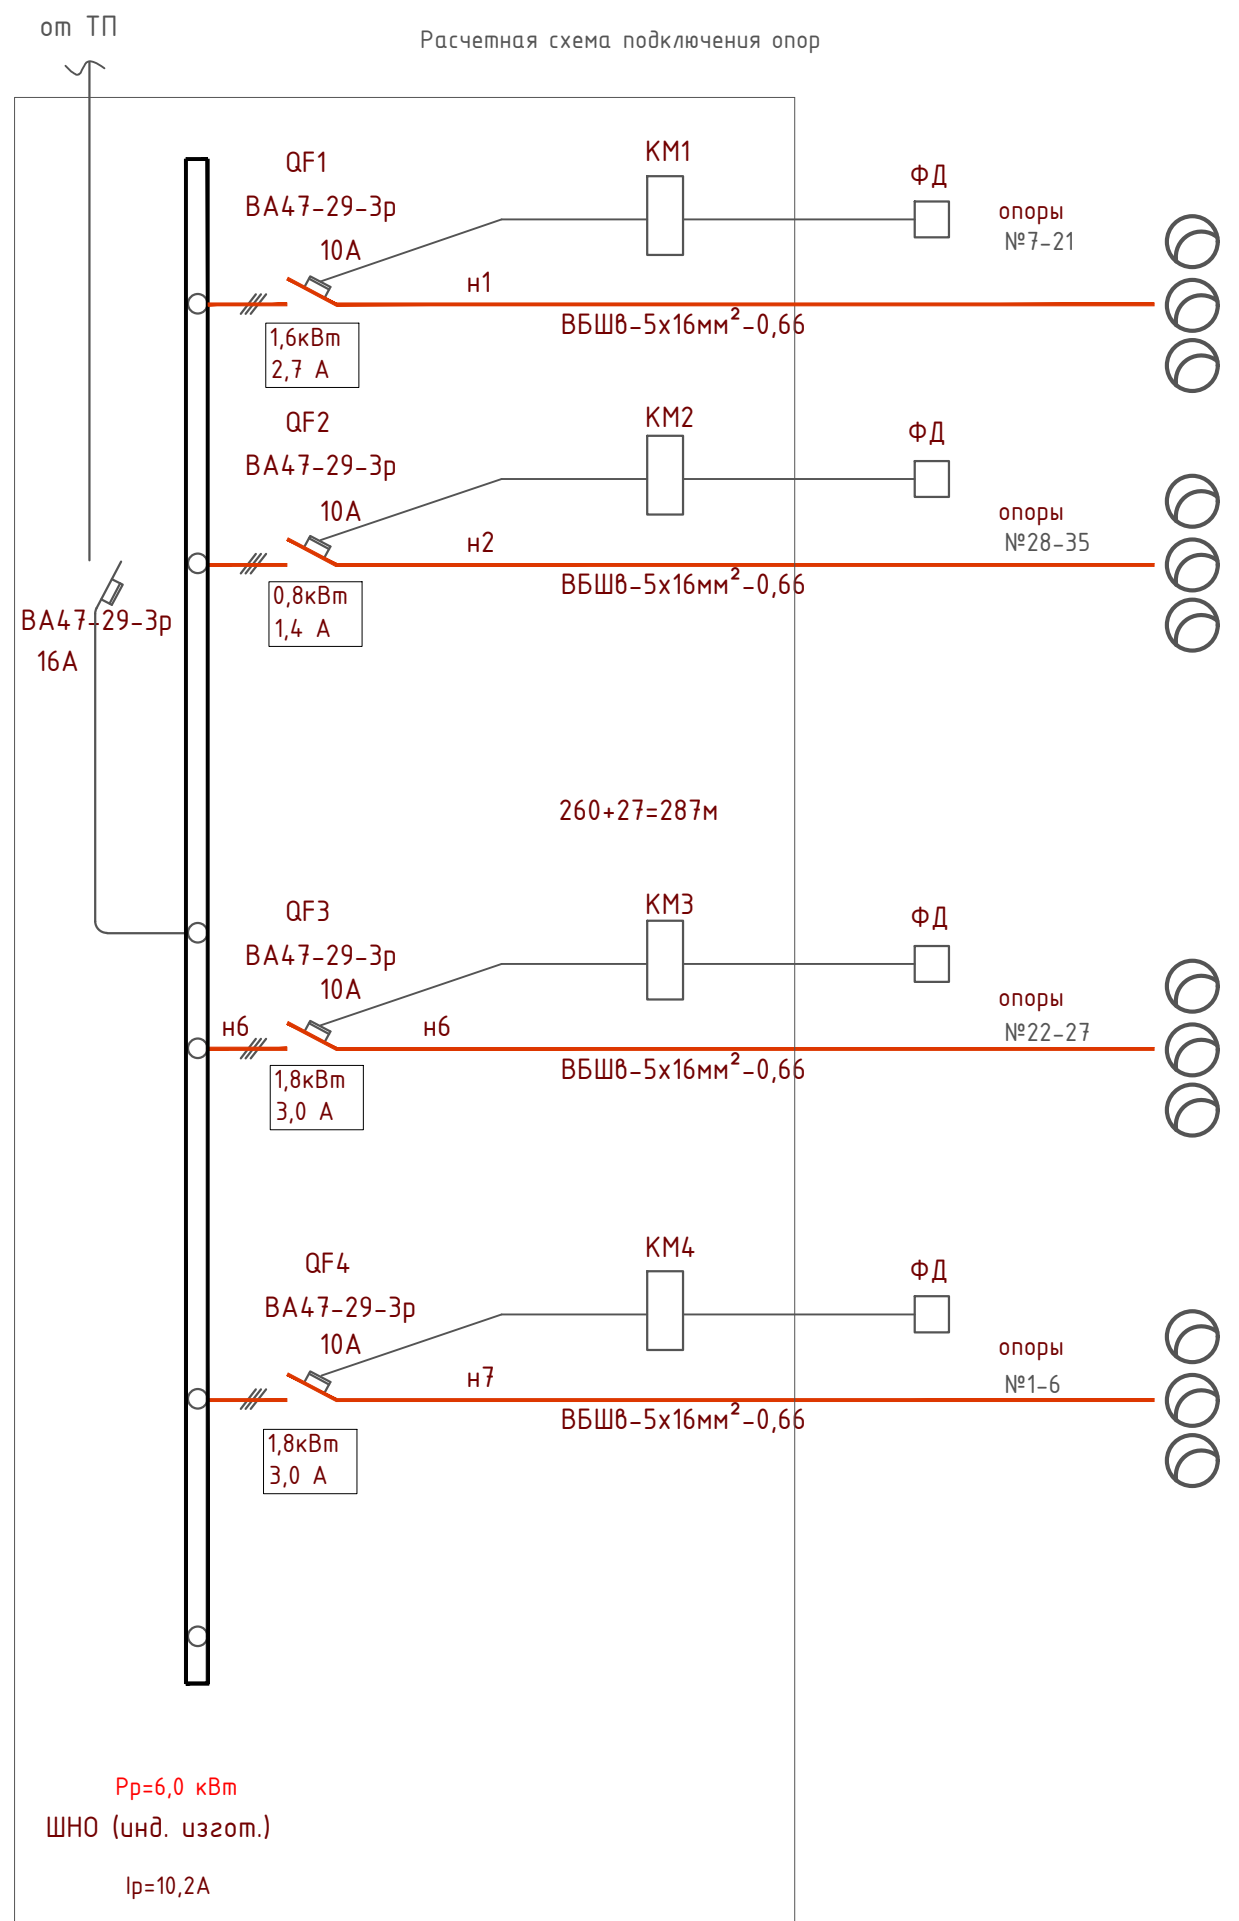 от ТП
Расчетная схема подключения опор
QF1
ВА47-29-3р
10А
КМ1
ФД
опоры
№7-21
н1
ВБШв-5х16мм²-0,66
1,6кВт
2,7 А
QF2
ВА47-29-3р
10А
КМ2
ФД
опоры
№28-35
н2
ВБШв-5х16мм²-0,66
0,8кВт
1,4 А
ВА47-29-3р
16А
260+27=287м
QF3
ВА47-29-3р
10А
КМ3
ФД
опоры
№22-27
н6
н6
ВБШв-5х16мм²-0,66
1,8кВт
3,0 А
QF4
ВА47-29-3р
10А
КМ4
ФД
опоры
№1-6
н7
ВБШв-5х16мм²-0,66
1,8кВт
3,0 А
Рр=6,0 кВт
ШНО (инд. изгот.)
Iр=10,2А